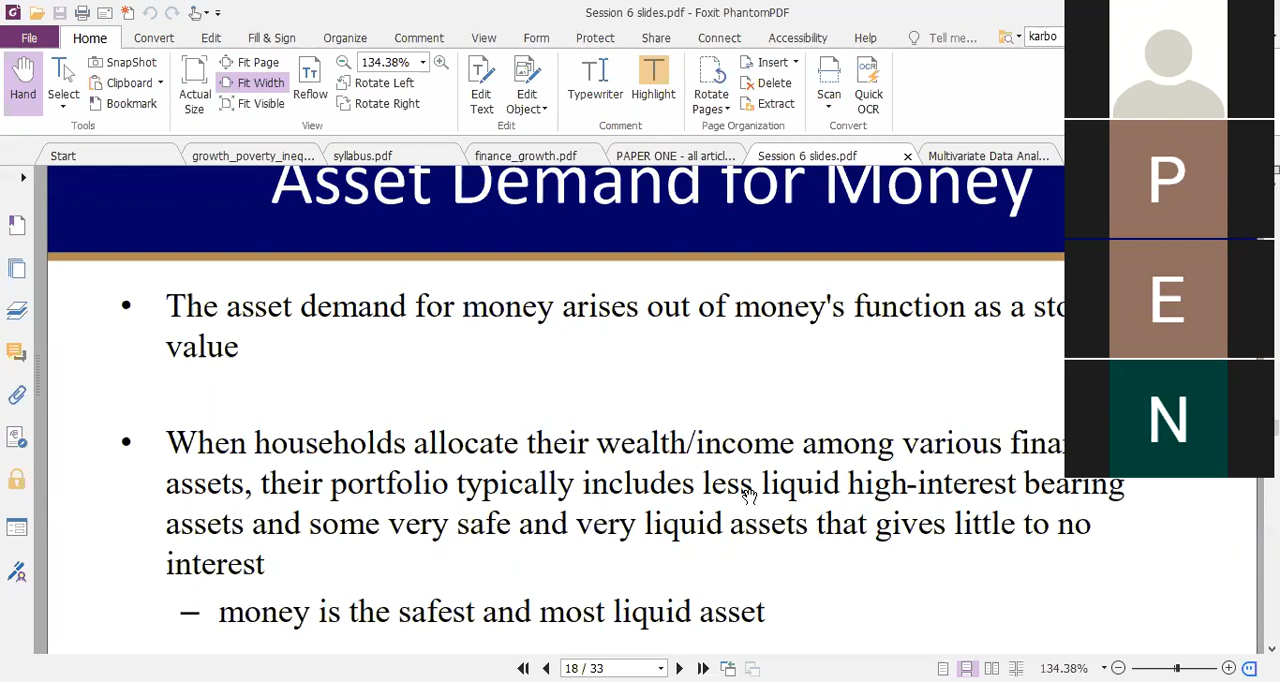 Session 6 slides.pdf - Foxit PhantomPDF
File Home Convert Edit Fill & Sign Organize Comment View Form Protect Share Connect Accessibility Help Tell me... karbo
Hand
Select
SnapShot
Clipboard
Bookmark
Tools
Actual Size
Fit Page
Fit Width
Fit Visible
Reflow
134.38%
Rotate Left
Rotate Right
View
Edit Text
Edit Object
Edit
Typewriter
Highlight
Comment
Rotate Pages
Insert
Delete
Extract
Page Organization
Scan
Quick OCR
Convert
Start growth_poverty_ineq... syllabus.pdf finance_growth.pdf PAPER ONE - all articl... Session 6 slides.pdf Multivariate Data Anal...
Asset Demand for Money
• The asset demand for money arises out of money's function as a
value
• When households allocate their wealth/income among various
assets, their portfolio typically includes less liquid high-interest bearing
assets and some very safe and very liquid assets that gives little to no
interest
– money is the safest and most liquid asset
P
E
N
18 / 33
134.38%